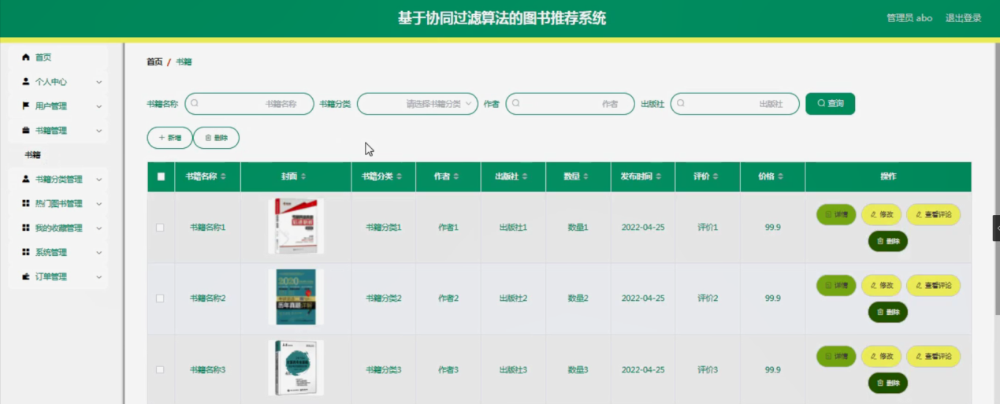 基于协同过滤算法的图书推荐系统
管理员 abo 退出登录
首页
个人中心
用户管理
书籍管理
书籍
书籍分类管理
热门图书管理
我的收藏管理
系统管理
订单管理
首页 / 书籍
书籍名称 书籍名称 书籍分类 请选择书籍分类 作者 作者 出版社 出版社 查询
新增 删除
书籍名称 封面 书籍分类 作者 出版社 数量 发布时间 评价 价格 操作
书籍名称1 书籍分类1 作者1 出版社1 数量1 2022-04-25 评价1 99.9 详情 修改 查看评论
删除
2020
历年真题
书籍名称2 书籍分类2 作者2 出版社2 数量2 2022-04-25 评价2 99.9 详情 修改 查看评论
删除
书籍名称3 书籍分类3 作者3 出版社3 数量3 2022-04-25 评价3 99.9 详情 修改 查看评论
删除